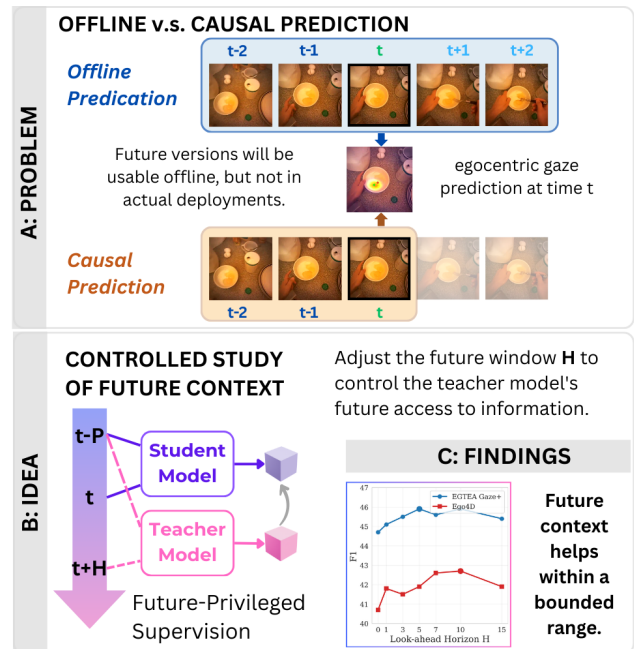 OFFLINE v.s. CAUSAL PREDICTION
A: PROBLEM
t-2 t-1 t t+1 t+2
Offline
Predication
Future versions will be
usable offline, but not in
actual deployments.
egocentric gaze
prediction at time t
Causal
Prediction
t-2 t-1 t
B: IDEA
CONTROLLED STUDY
OF FUTURE CONTEXT
Adjust the future window H to
control the teacher model's
future access to information.
t-P
t
t+H
Student
Model
Teacher
Model
Future-Privileged
Supervision
C: FINDINGS
47
46
45
44
43
42
41
40
F1
EGTEA Gaze+
Ego4D
0 1 3 5 7 10 15
Look-ahead Horizon H
Future
context
helps
within a
bounded
range.